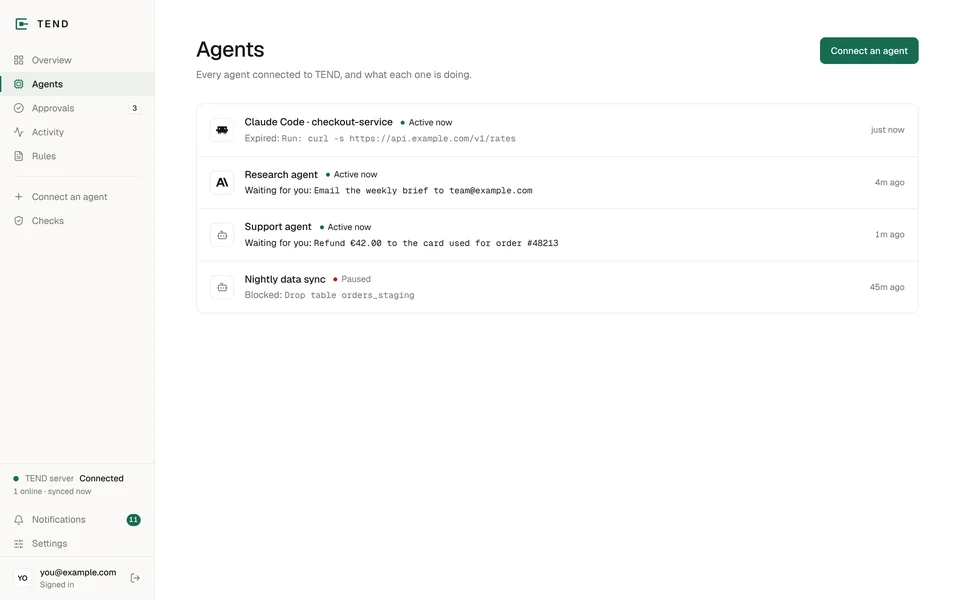 TEND
Overview
Agents
Approvals 3
Activity
Rules
Connect an agent
Checks
TEND server Connected
1 online · synced now
Notifications 11
Settings
YO
you@example.com
Signed in
Agents
Every agent connected to TEND, and what each one is doing.
Connect an agent
Claude Code · checkout-service Active now
Expired: Run: curl -s https://api.example.com/v1/rates
just now
Research agent Active now
Waiting for you: Email the weekly brief to team@example.com
4m ago
Support agent Active now
Waiting for you: Refund €42.00 to the card used for order #48213
1m ago
Nightly data sync Paused
Blocked: Drop table orders_staging
45m ago